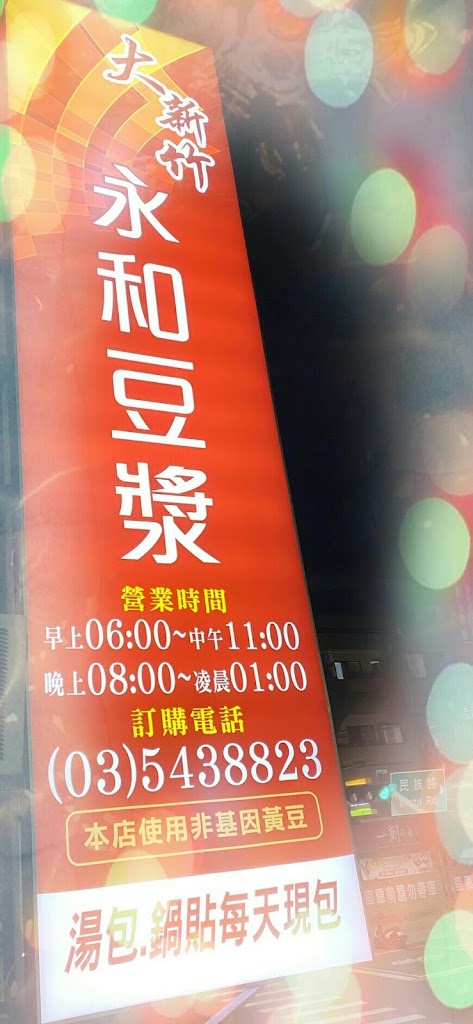 大新竹
永和豆漿
營業時間
早上06:00~中午11:00
晚上08:00~凌晨01:00
訂購電話
(03)5438823
本店使用非基因黃豆
湯包.鍋貼每天現包
民族路